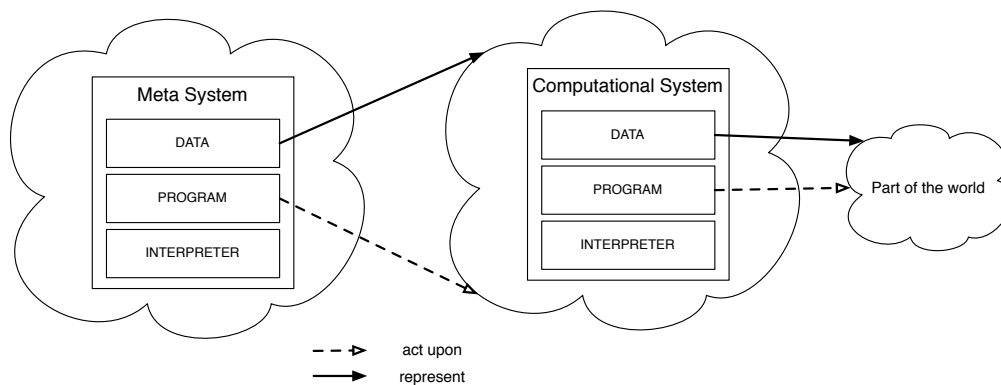 Meta System
DATA
PROGRAM
INTERPRETER
Computational System
DATA
PROGRAM
INTERPRETER
Part of the world
act upon
represent